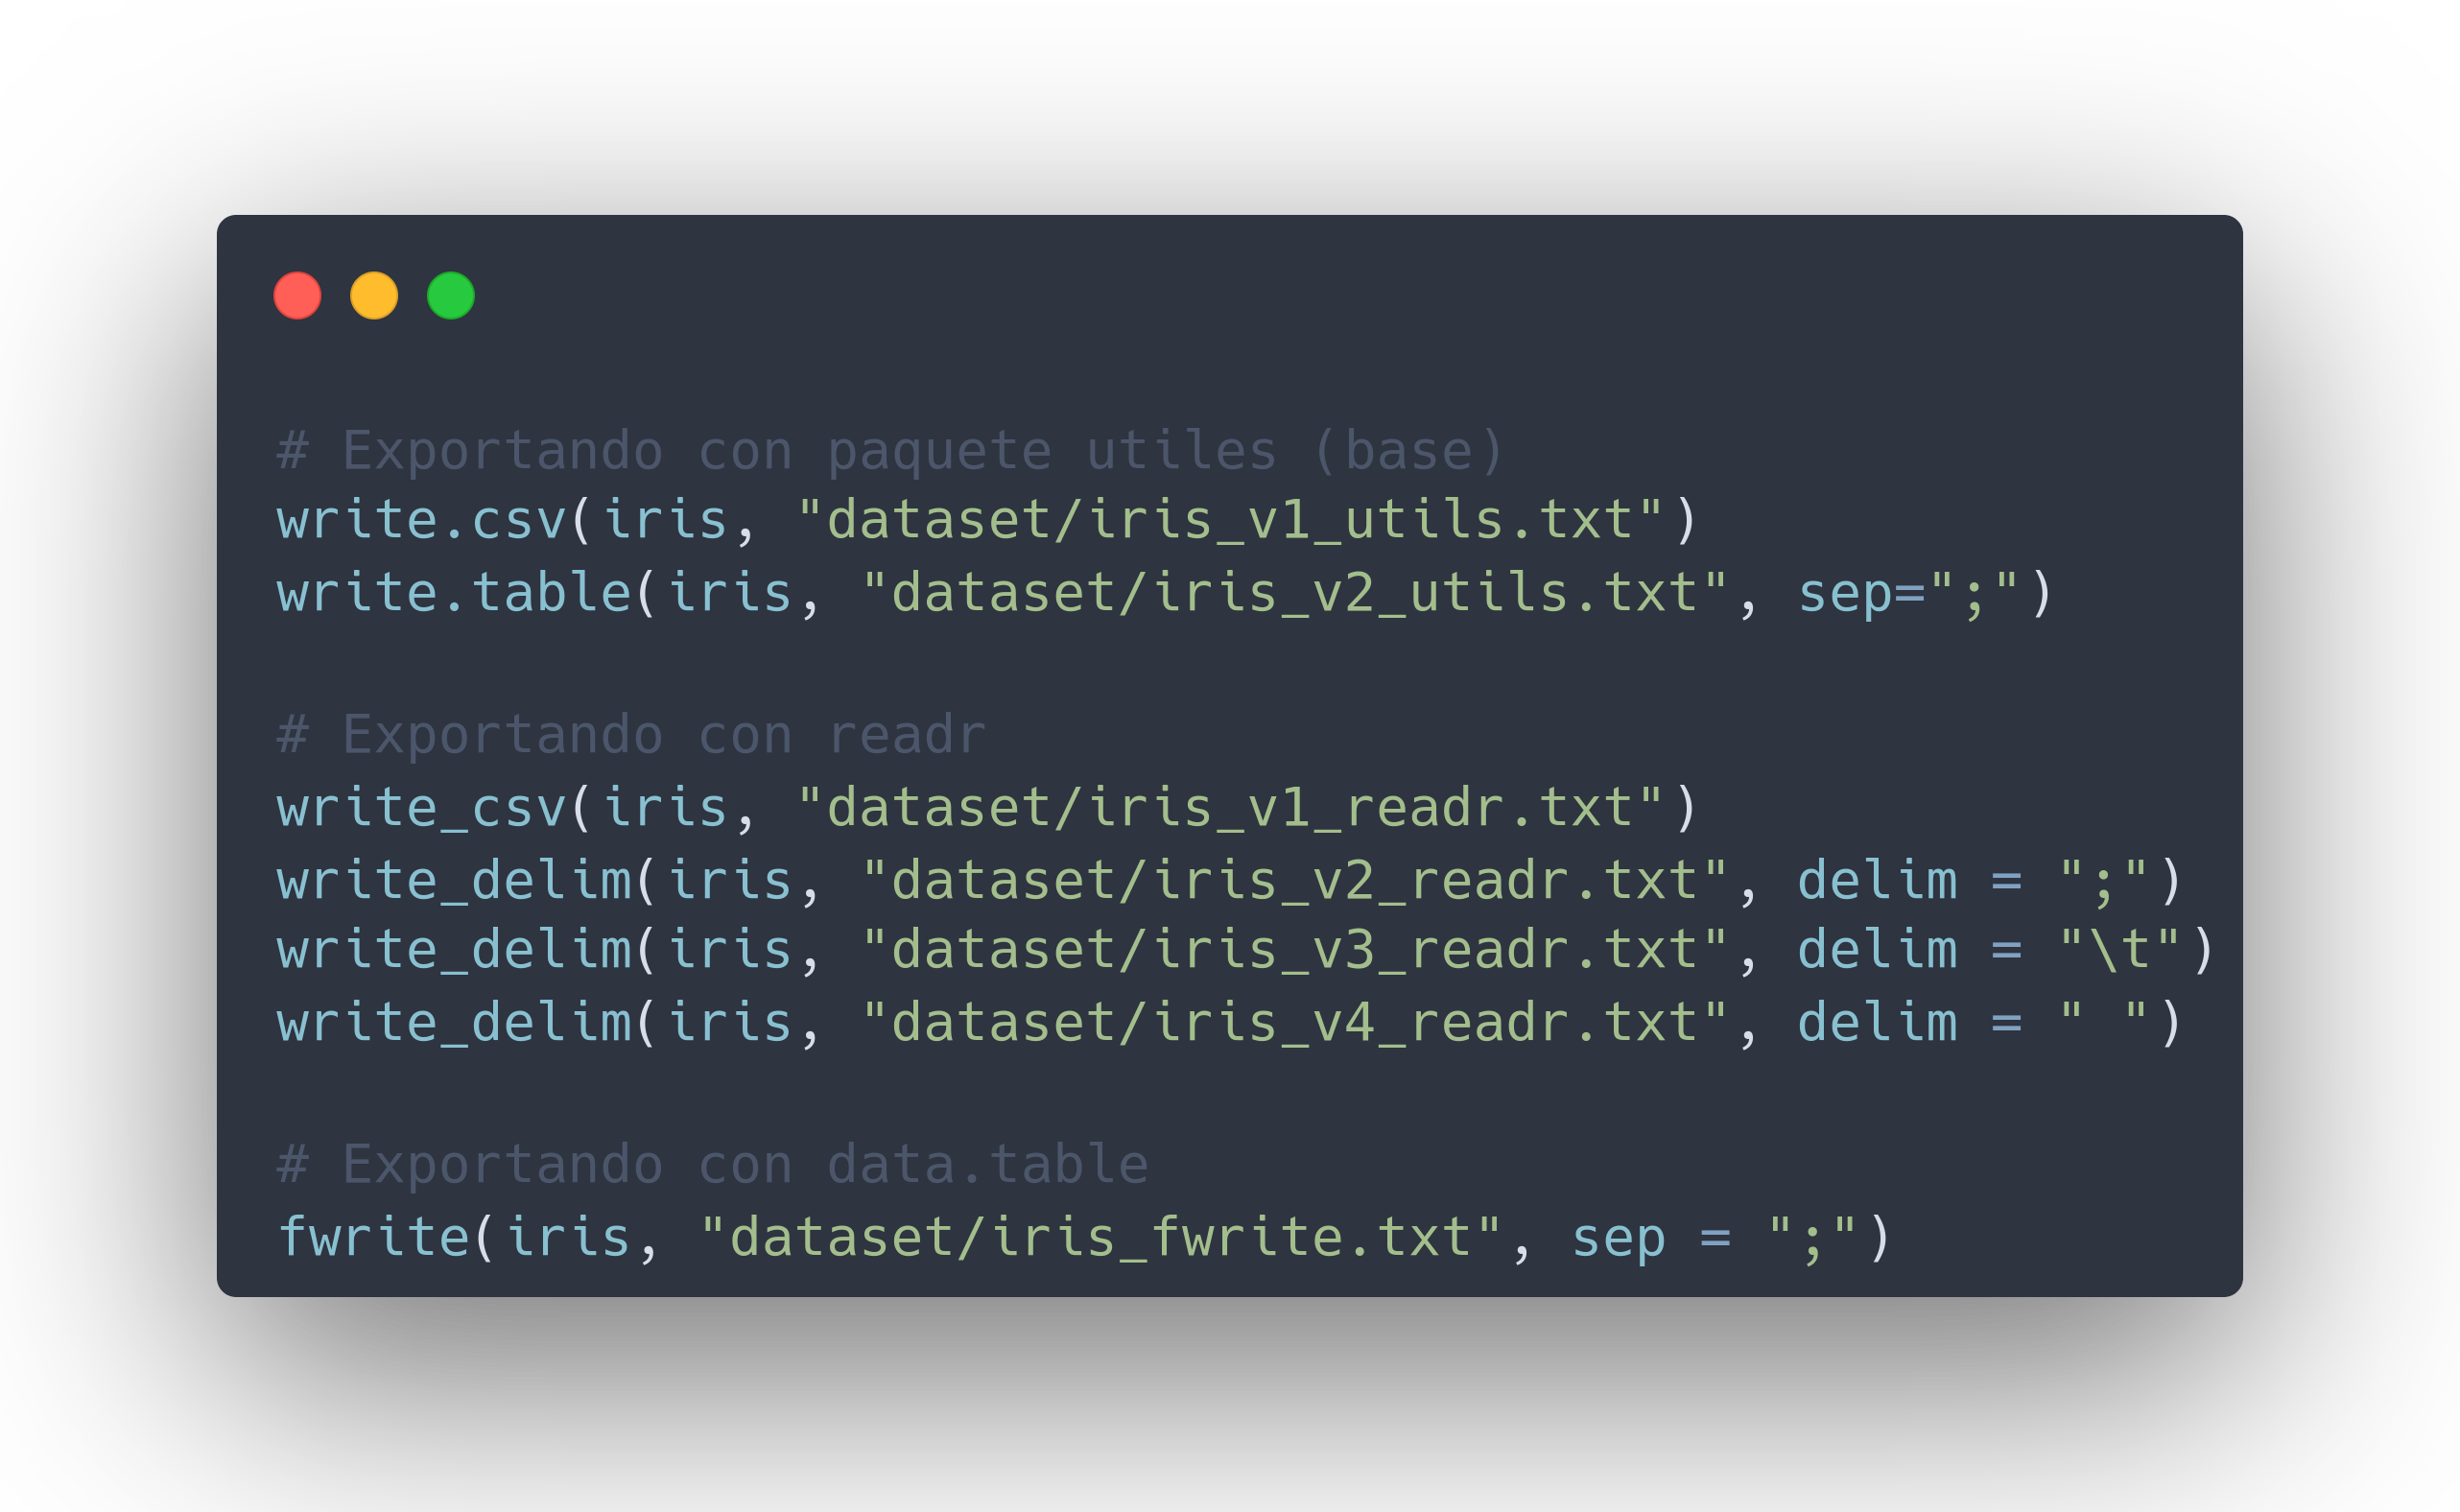 # Exportando con paquete utiles (base)
write.csv(iris, "dataset/iris_v1_utils.txt")
write.table(iris, "dataset/iris_v2_utils.txt", sep=";")
# Exportando con readr
write_csv(iris, "dataset/iris_v1_readr.txt")
write_delim(iris, "dataset/iris_v2_readr.txt", delim = ";")
write_delim(iris, "dataset/iris_v3_readr.txt", delim = "\t")
write_delim(iris, "dataset/iris_v4_readr.txt", delim = " ")
# Exportando con data.table
fwrite(iris, "dataset/iris_fwrite.txt", sep = ";")